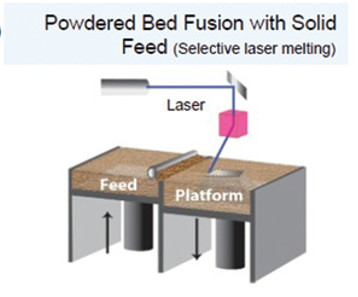 Powdered Bed Fusion with Solid
Feed (Selective laser melting)
Laser
Feed
Platform